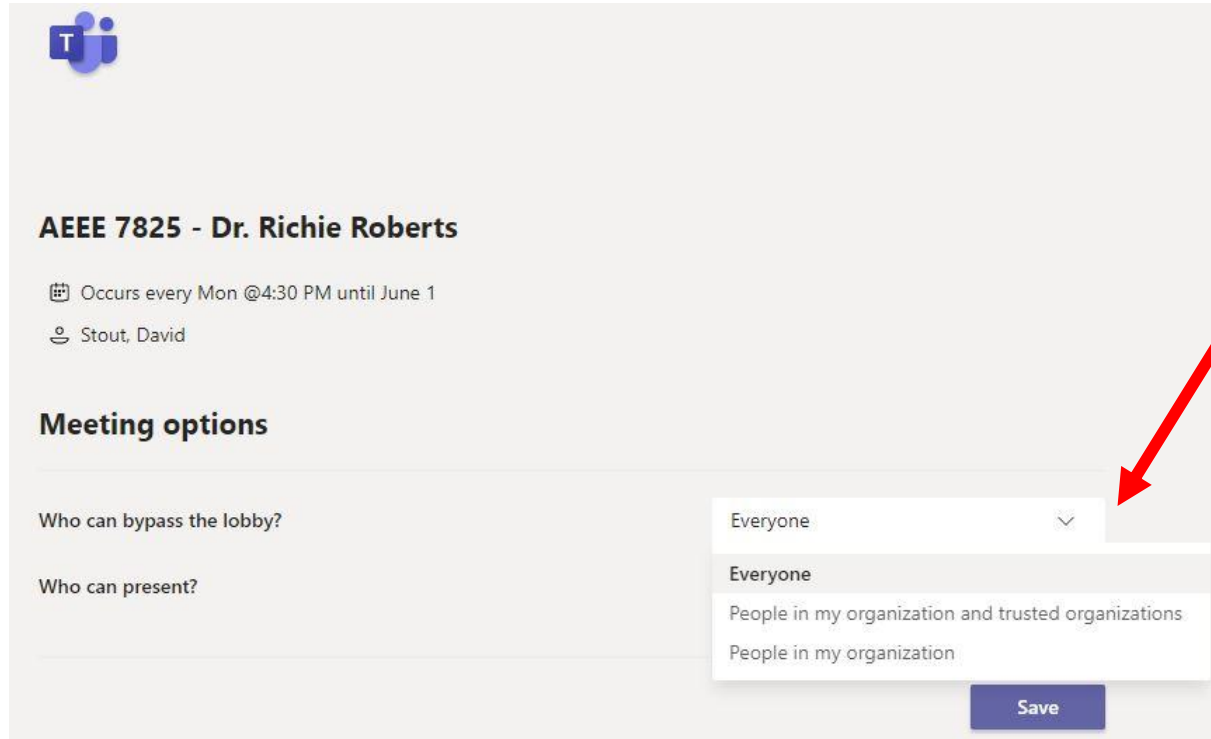 T
AEEE 7825 - Dr. Richie Roberts
Occurs every Mon @4:30 PM until June 1
Stout, David
Meeting options
Who can bypass the lobby?
Everyone
Everyone
Who can present?
People in my organization and trusted organizations
People in my organization
Save